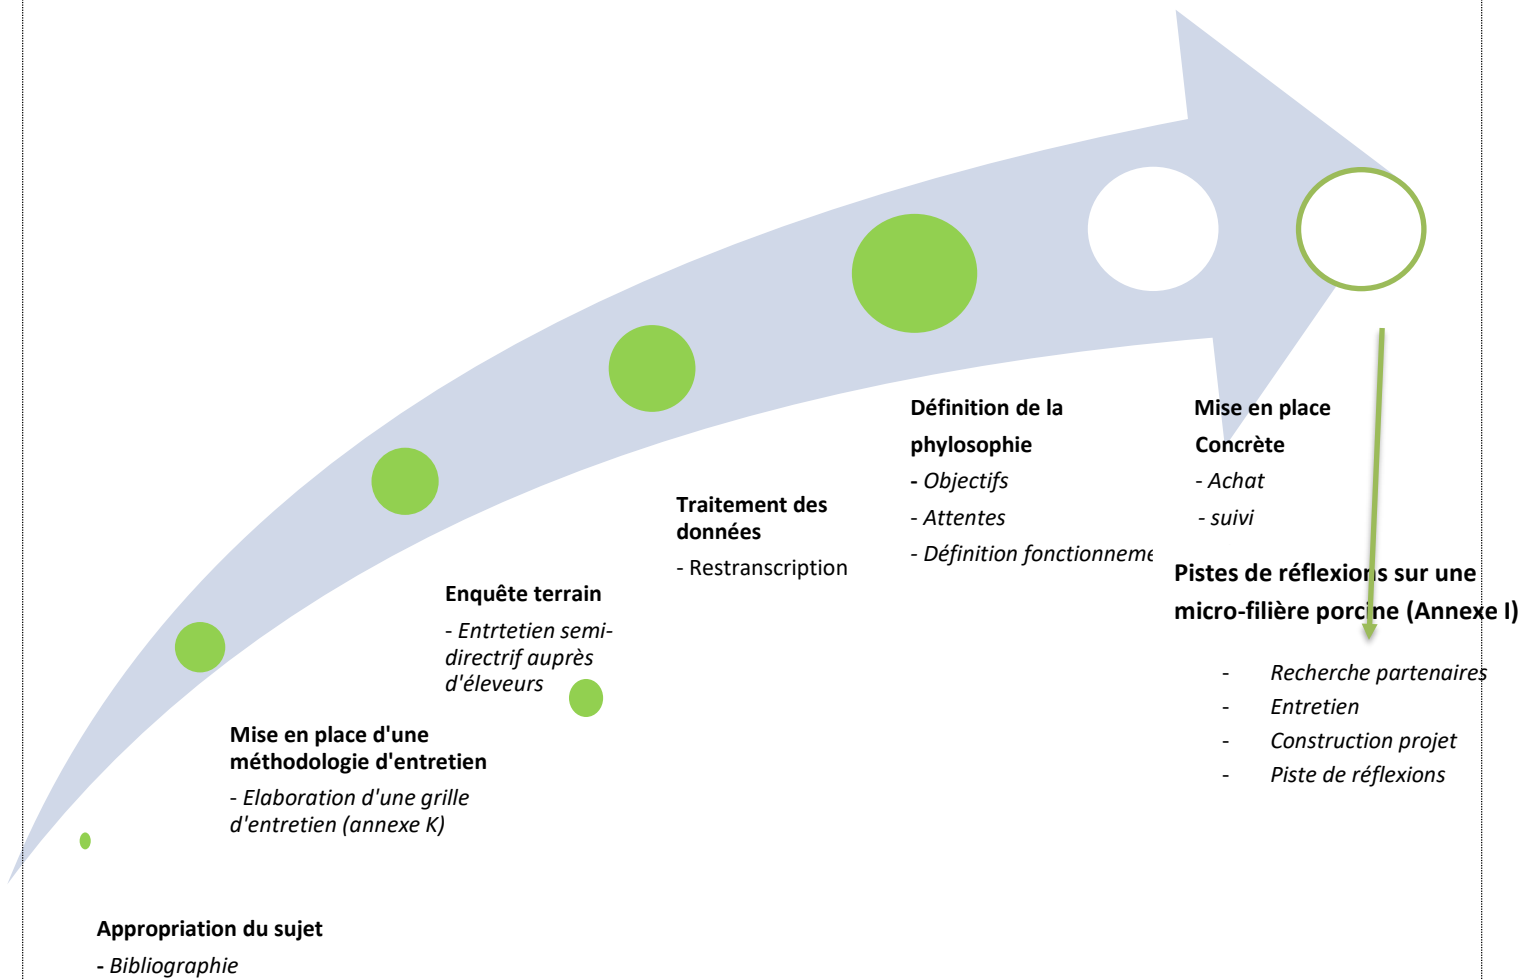 Appropriation du sujet
- Bibliographie
Mise en place d'une
méthodologie d'entretien
- Elaboration d'une grille
d'entretien (annexe K)
Enquête terrain
- Entrtetien semi-
directrif auprès
d'éleveurs
Traitement des
données
- Restranscription
Définition de la
phylosophie
- Objectifs
- Attentes
- Définition fonctionneme
Mise en place
Concrète
- Achat
- suivi
Pistes de réflexions sur une
micro-filière porcine (Annexe I)
- Recherche partenaires
- Entretien
- Construction projet
- Piste de réflexions